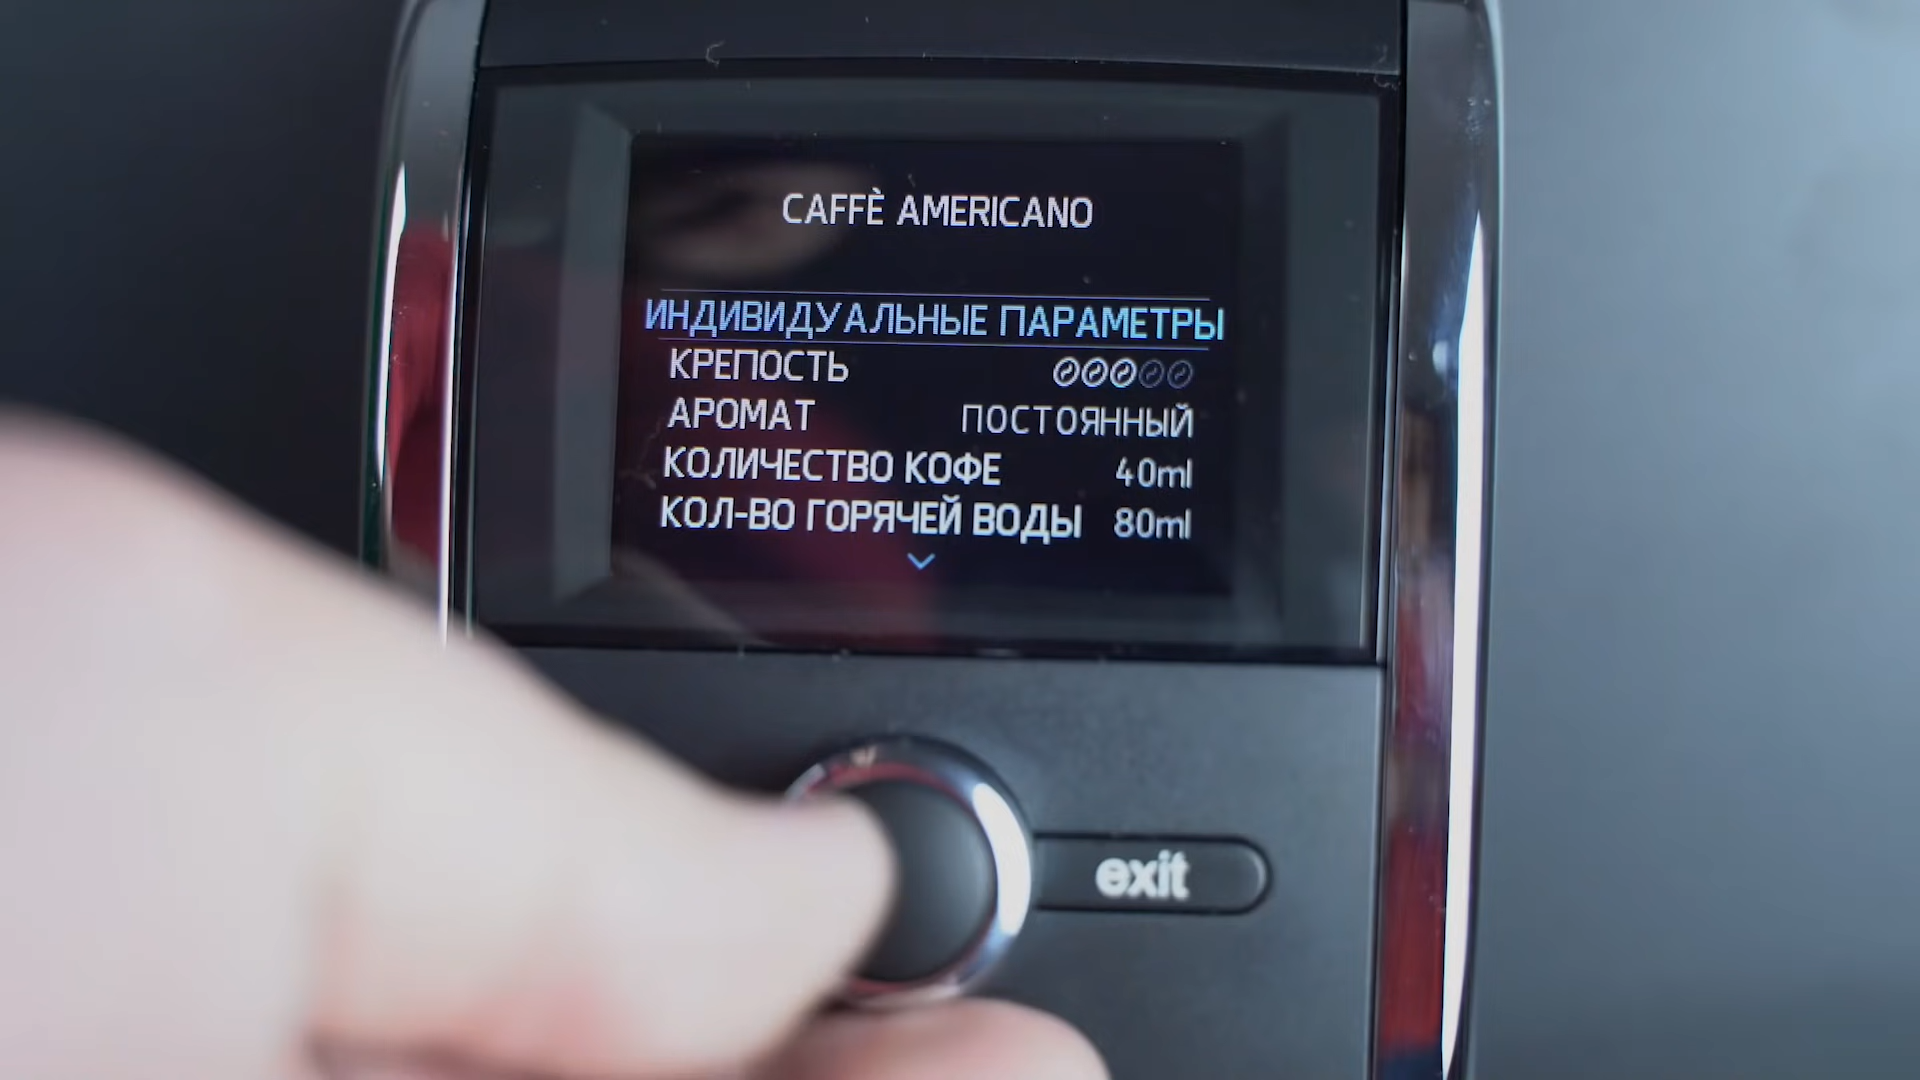 CAFFÈ AMERICANO
ИНДИВИДУАЛЬНЫЕ ПАРАМЕТРЫ
КРЕПОСТЬ
АРОМАТ ПОСТОЯННЫЙ
КОЛИЧЕСТВО КОФЕ 40ml
КОЛ-ВО ГОРЯЧЕЙ ВОДЫ 80ml
exit